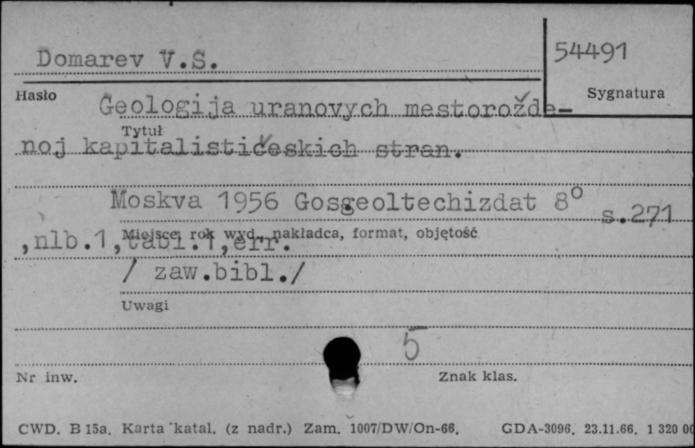 Domarev V.S.
54491
Hasło
Sygnatura
Geologija uranovych mestorožde-
Tytuł
noj kapitalističeskich stran.
Moskva 1956 Gosgeoltechizdat 8° s.271
Miejsce, rok wyd., nakładca, format, objętość
,nlb.1,tabl.1,err.
/ zaw.bibl./
Uwagi
5
Nr inw.
Znak klas.
CWD. B 15a. Karta katal. (z nadr.) Zam. 1007/DW/On-66. GDA-3096. 23.11.66. 1 320 00